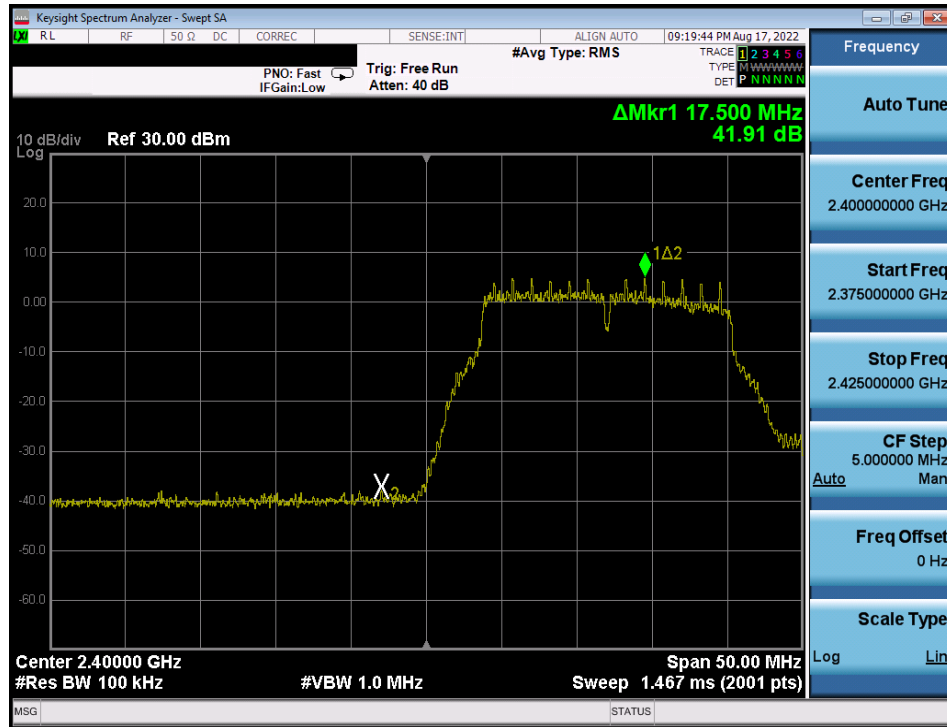 Keysight Spectrum Analyzer - Swept SA
LXI RL RF 50 Ω DC CORREC SENSE:INT ALIGN AUTO 09:19:44 PM Aug 17, 2022
#Avg Type: RMS
TRACE 1 2 3 4 5 6
TYPE M W W W W W
DET P N N N N N
PNO: Fast Trig: Free Run
IFGain:Low Atten: 40 dB
ΔMkr1 17.500 MHz
41.91 dB
10 dB/div Ref 30.00 dBm
Log
20.0
10.0
1Δ2
0.00
-10.0
-20.0
-30.0
X2
-40.0
-50.0
-60.0
Center 2.40000 GHz Span 50.00 MHz
#Res BW 100 kHz #VBW 1.0 MHz Sweep 1.467 ms (2001 pts)
MSG STATUS
Frequency
Auto Tune
Center Freq
2.400000000 GHz
Start Freq
2.375000000 GHz
Stop Freq
2.425000000 GHz
CF Step
5.000000 MHz
Auto Man
Freq Offset
0 Hz
Scale Type
Log Lin